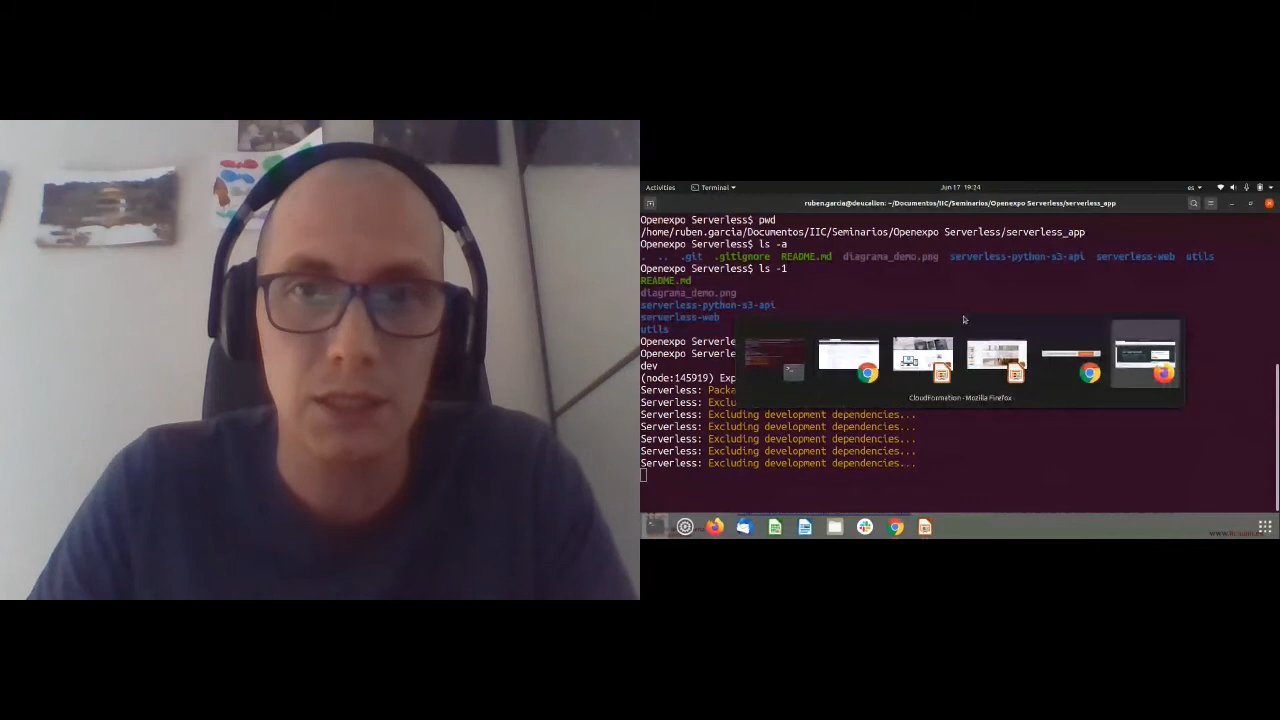 Activities Terminal Jun 17 19:24 es
ruben.garcia@deucalion: ~/Documentos/IIC/Seminarios/Openexpo Serverless/serverless_app
Openexpo Serverless$ pwd
/home/ruben.garcia/Documentos/IIC/Seminarios/Openexpo Serverless/serverless_app
Openexpo Serverless$ ls -a
. .. .git .gitignore README.md diagrama_demo.png serverless-python-s3-api serverless-web utils
Openexpo Serverless$ ls -1
README.md
diagrama_demo.png
serverless-python-s3-api
serverless-web
utils
Openexpo Serverle
Openexpo Serverle
dev
(node:145919) Exp
Serverless: Packa
Serverless: Exclu
CloudFormation - Mozilla Firefox
Serverless: Excluding development dependencies...
Serverless: Excluding development dependencies...
Serverless: Excluding development dependencies...
Serverless: Excluding development dependencies...
Serverless: Excluding development dependencies...